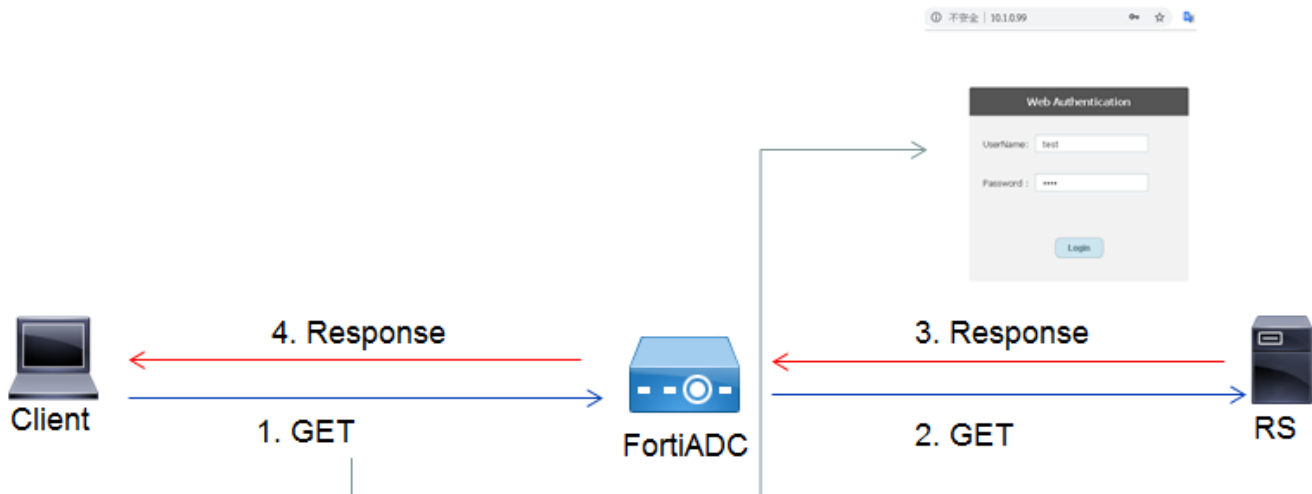 不安全 | 10.1.0.99
Web Authentication
UserName: test
Password : ••••
Login
4. Response
3. Response
Client
1. GET
FortiADC
2. GET
RS